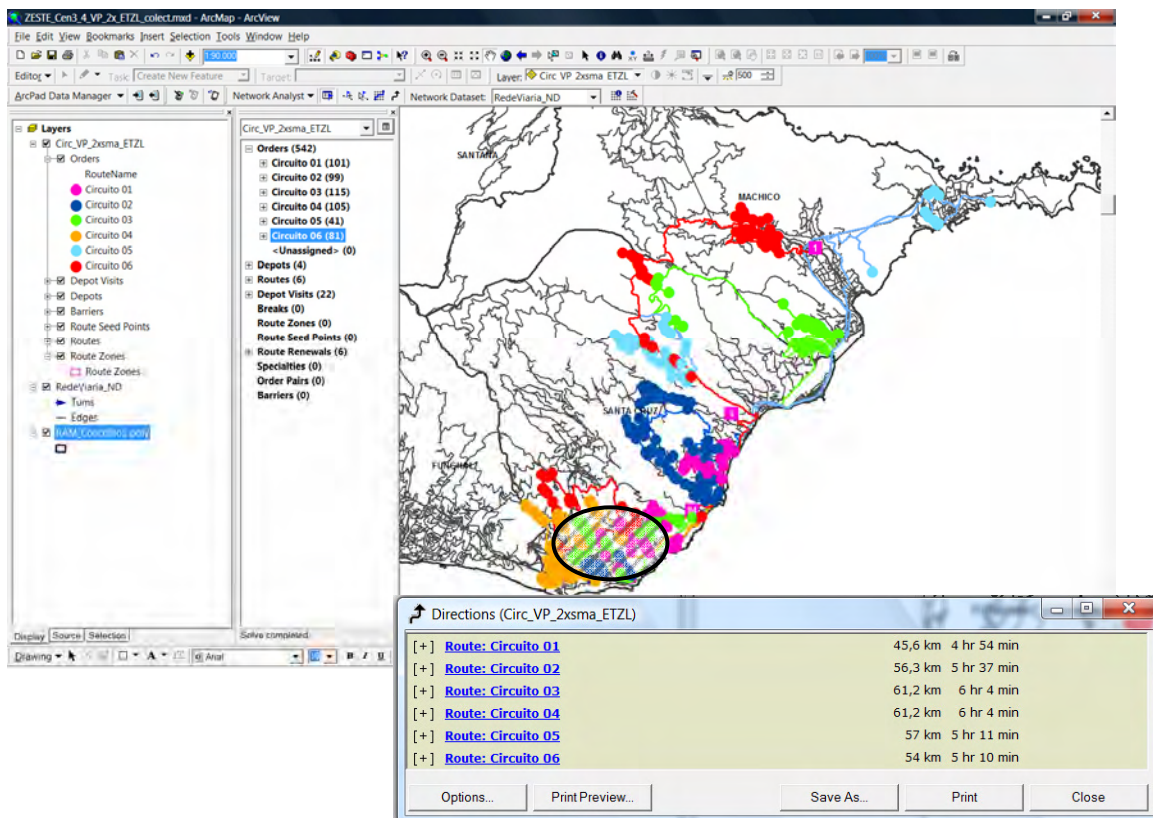 ZESTE_Cen3_4_VP_2x_ETZL_colect.mxd - ArcMap - ArcView
File Edit View Bookmarks Insert Selection Tools Window Help
1:90.000
Editor Task: Create New Feature Target: Layer: Circ VP 2xsma ETZL 500
ArcPad Data Manager Network Analyst Network Dataset: RedeViaria_ND
Layers
Circ_VP_2xsma_ETZL
Orders
RouteName
Circuito 01
Circuito 02
Circuito 03
Circuito 04
Circuito 05
Circuito 06
Depot Visits
Depots
Barriers
Route Seed Points
Routes
Route Zones
Route Zones
RedeViaria_ND
Turns
Edges
Display Source Selection
Circ_VP_2xsma_ETZL
Orders (542)
Circuito 01 (101)
Circuito 02 (99)
Circuito 03 (115)
Circuito 04 (105)
Circuito 05 (41)
Circuito 06 (81)
<Unassigned> (0)
Depots (4)
Routes (6)
Depot Visits (22)
Breaks (0)
Route Zones (0)
Route Seed Points (0)
Route Renewals (6)
Specialties (0)
Order Pairs (0)
Barriers (0)
Solve completed
SANTANA
MACHICO
SANTA CRUZ
FUNCHAL
Drawing A Arial B I U
Directions (Circ_VP_2xsma_ETZL)
[+] Route: Circuito 01 45,6 km 4 hr 54 min
[+] Route: Circuito 02 56,3 km 5 hr 37 min
[+] Route: Circuito 03 61,2 km 6 hr 4 min
[+] Route: Circuito 04 61,2 km 6 hr 4 min
[+] Route: Circuito 05 57 km 5 hr 11 min
[+] Route: Circuito 06 54 km 5 hr 10 min
Options... Print Preview... Save As... Print Close